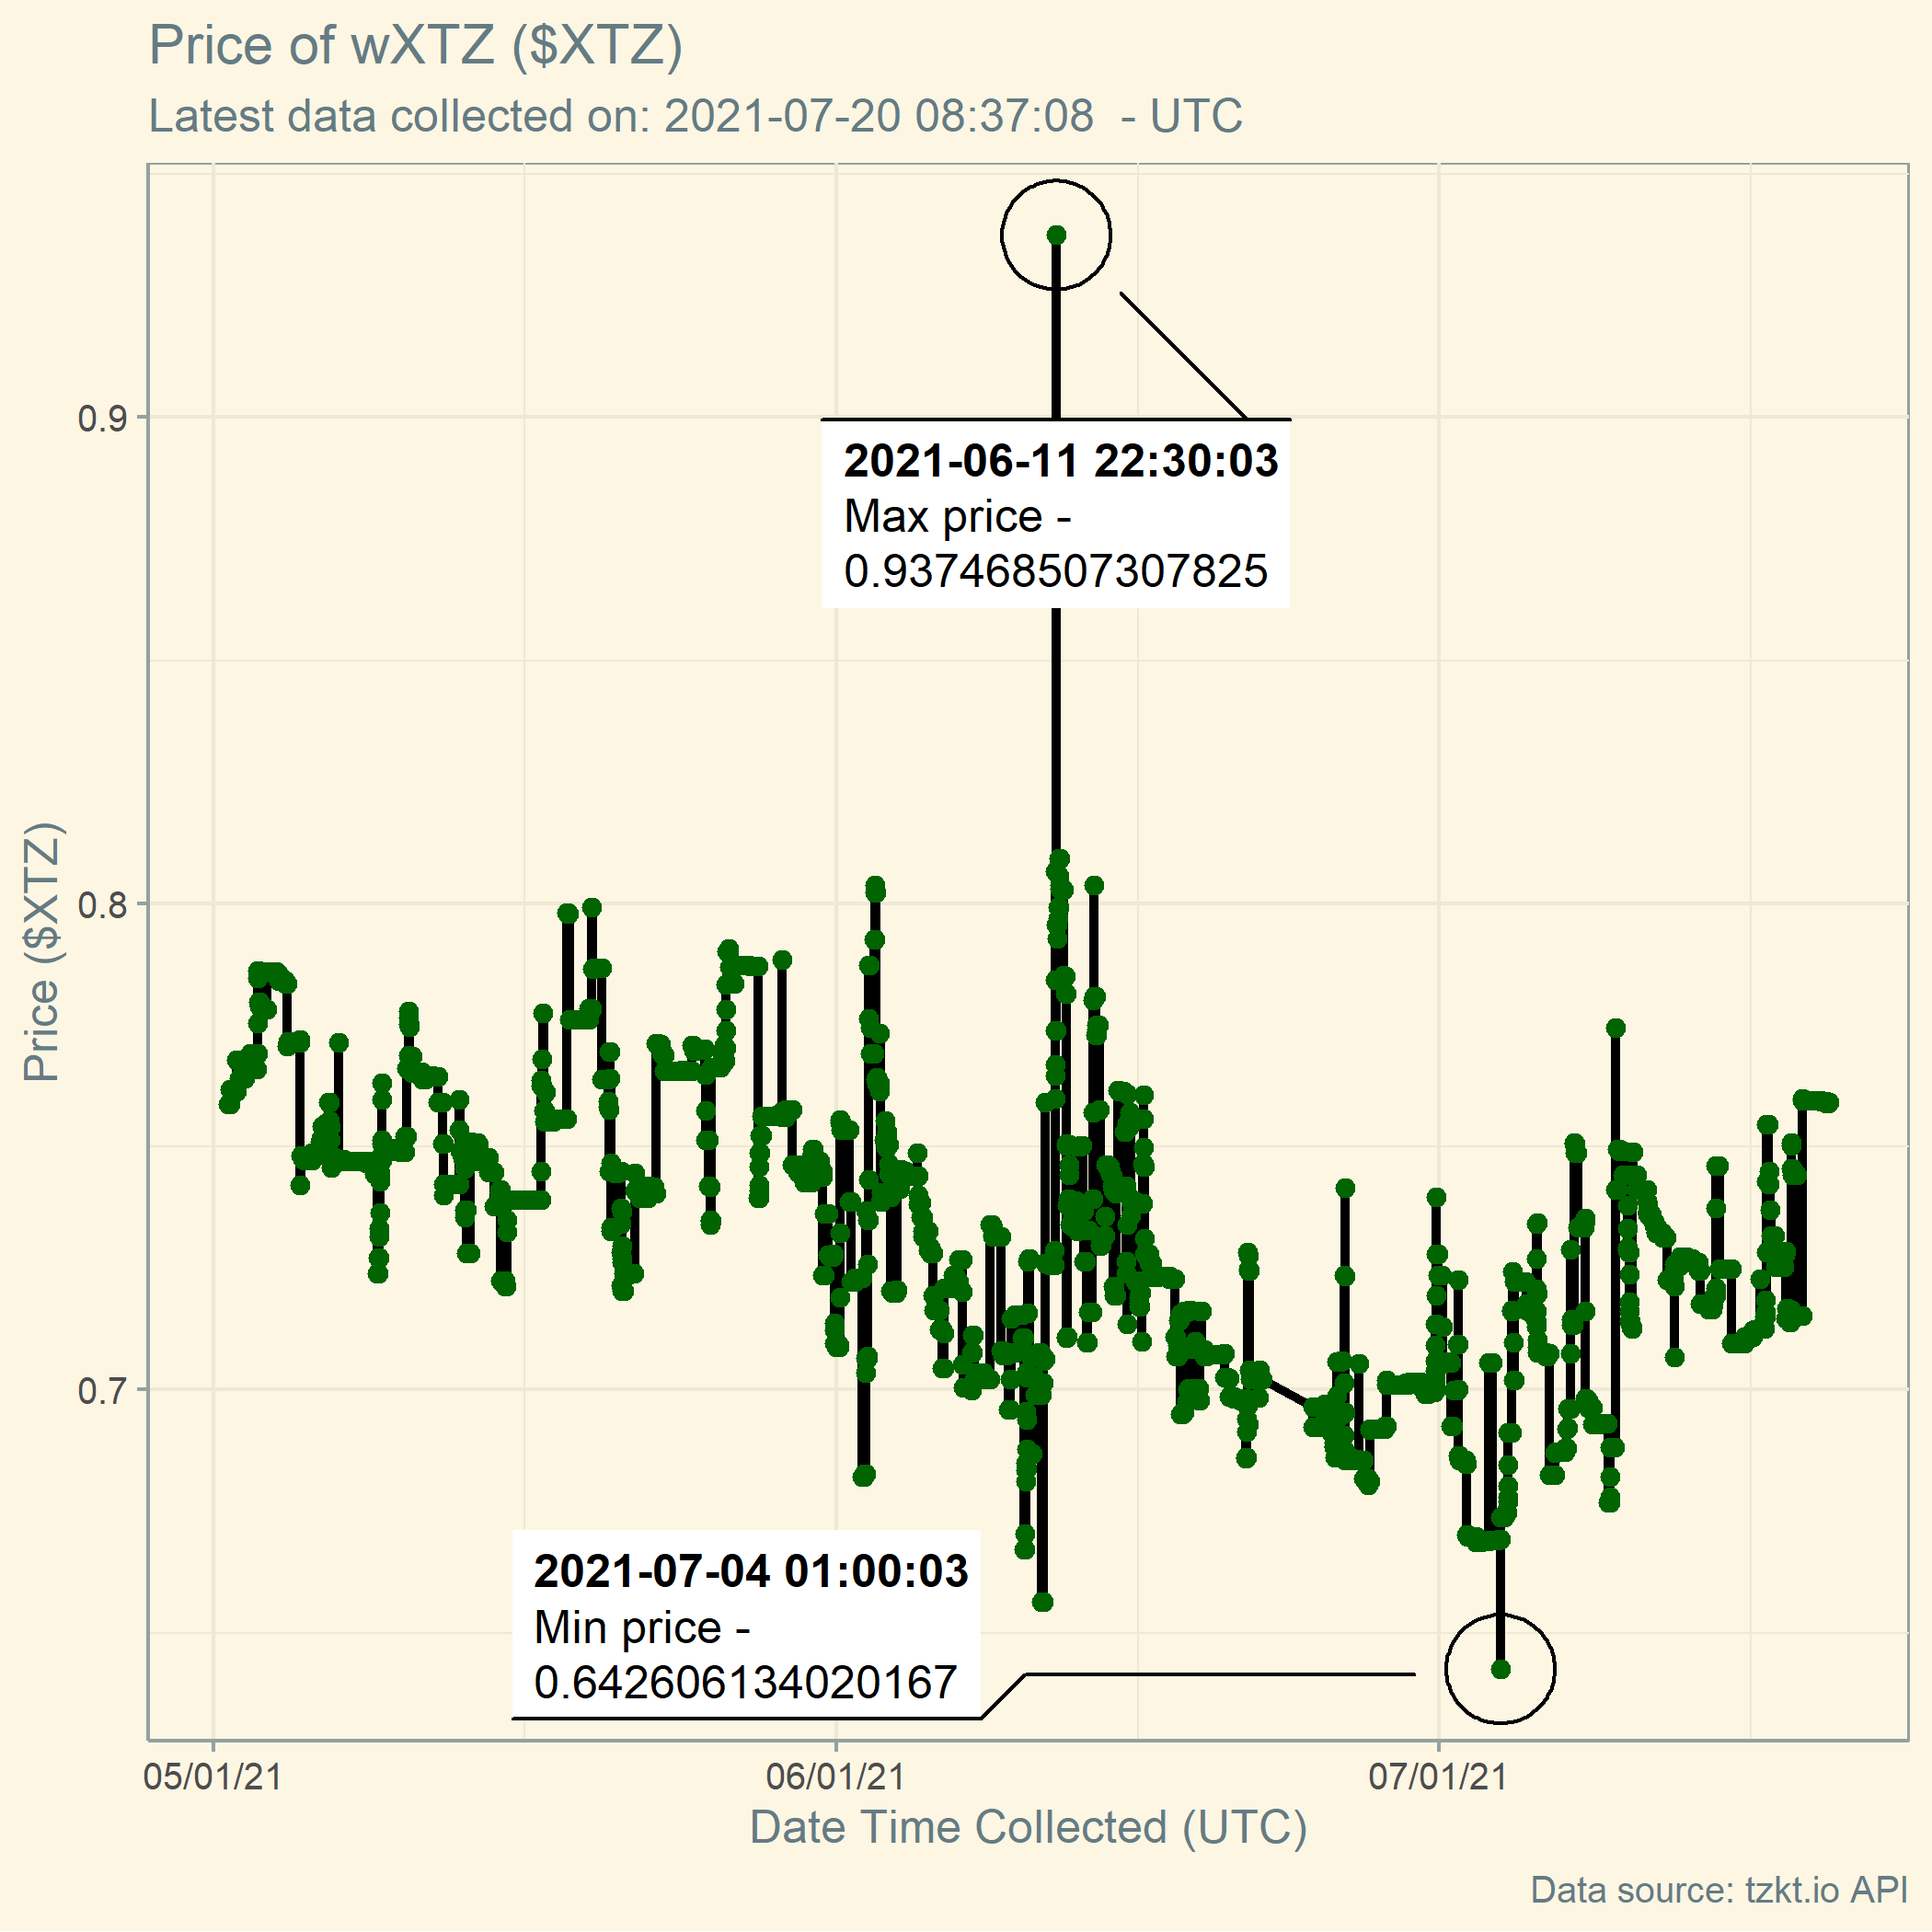 Price of wXTZ ($XTZ)
Latest data collected on: 2021-07-20 08:37:08  - UTC
Price ($XTZ)
0.9
0.8
0.7
2021-06-11 22:30:03
Max price -
0.937468507307825
2021-07-04 01:00:03
Min price -
0.642606134020167
05/01/21
06/01/21
07/01/21
Date Time Collected (UTC)
Data source: tzkt.io API